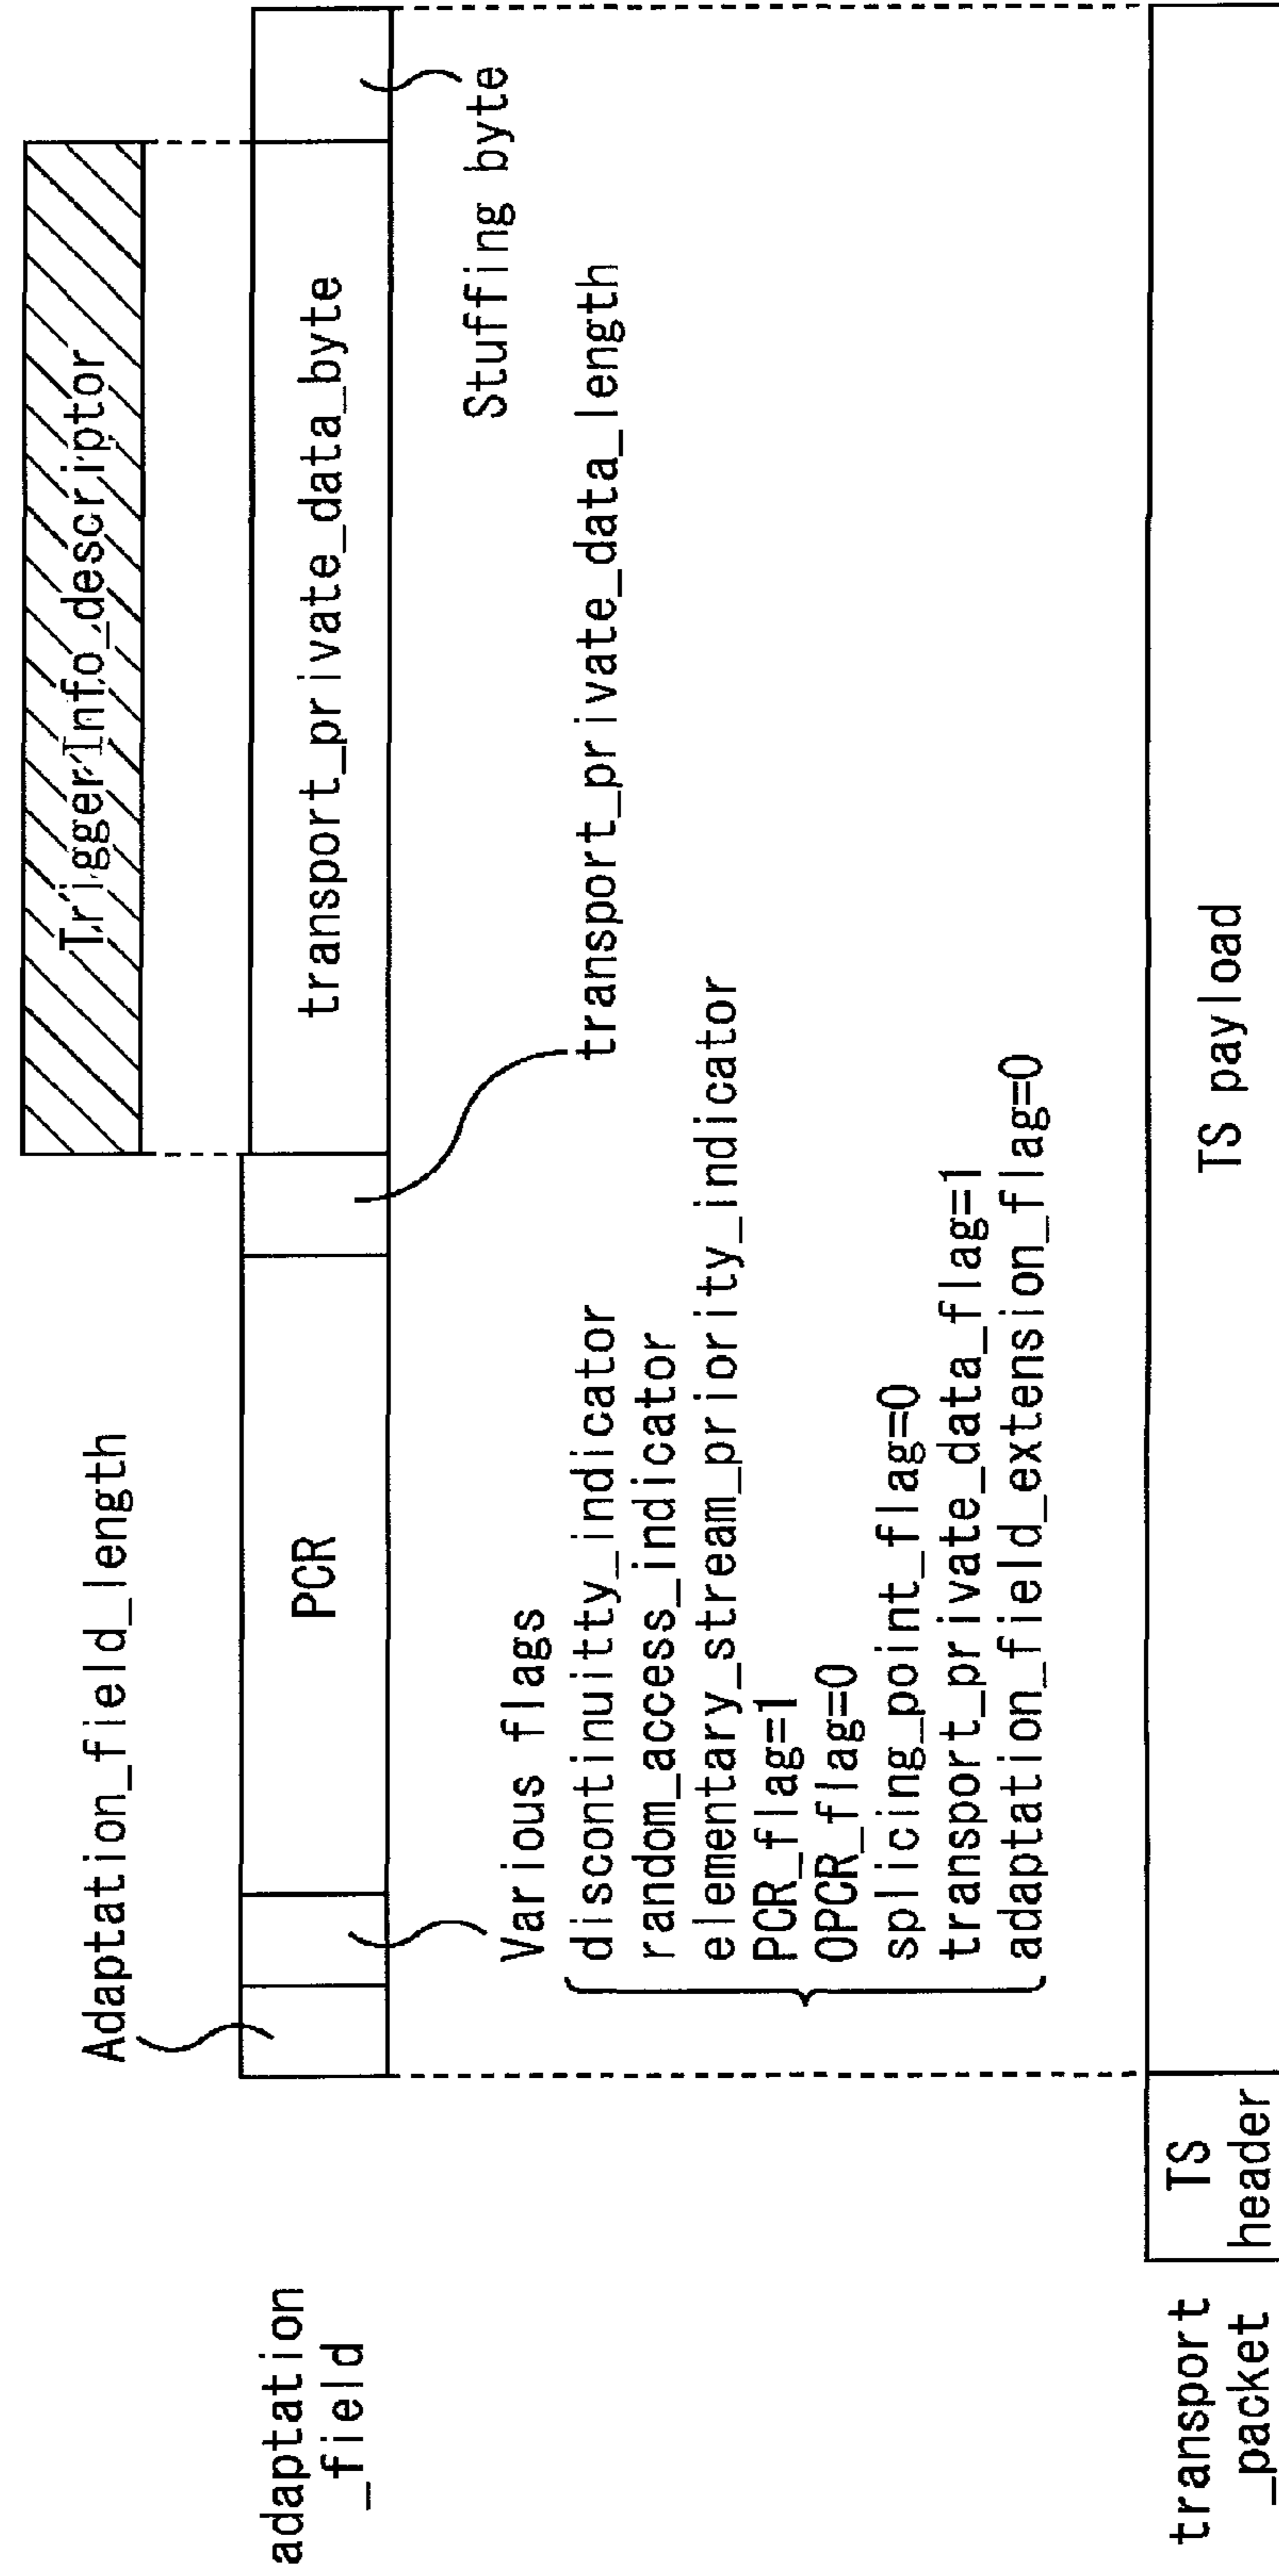 TriggerInfo_descriptor
Adaptation_field_length
adaptation
_field
PCR
transport_private_data_byte
Stuffing byte
transport_private_data_length
Various flags
discontinuitty_indicator
random_access_indicator
elementary_stream_priority_indicator
PCR_flag=1
OPCR_flag=0
splicing_point_flag=0
transport_private_data_flag=1
adaptation_field_extension_flag=0
transport
_packet
TS
header
TS payload